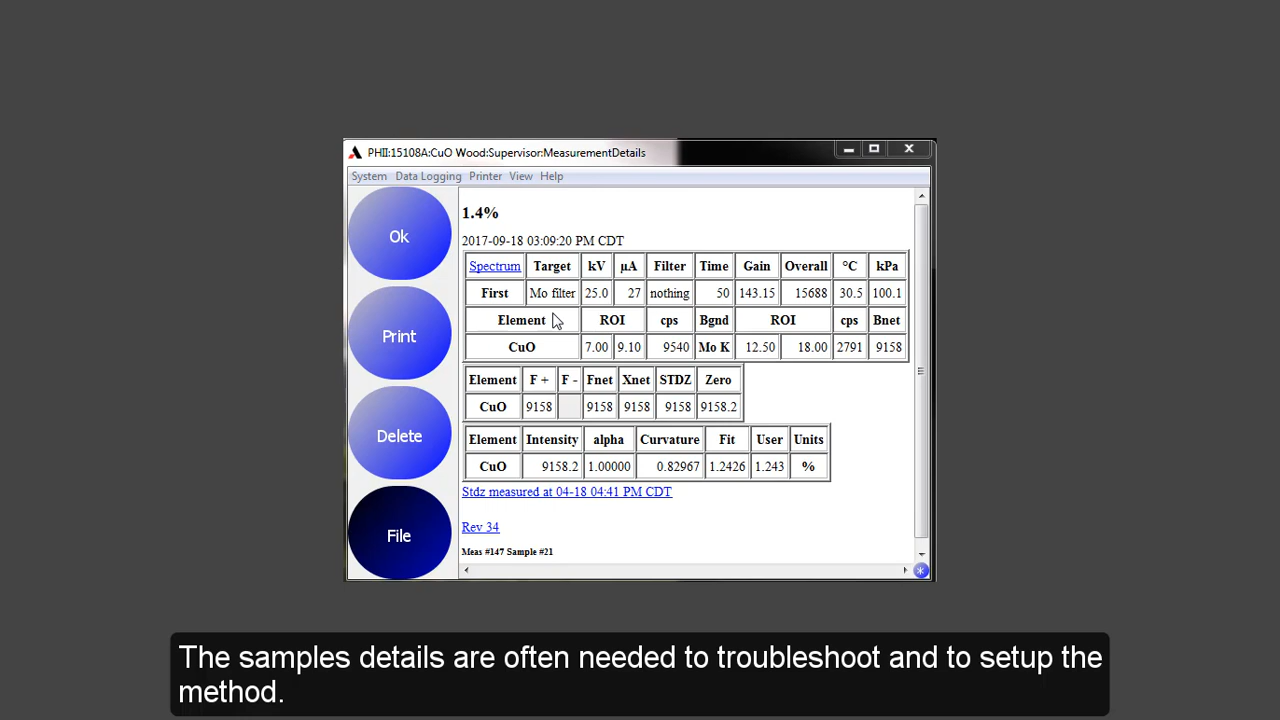 PHII:15108A:CuO Wood:Supervisor:MeasurementDetails
System Data Logging Printer View Help
Ok
Print
Delete
File
1.4%
2017-09-18 03:09:20 PM CDT
Spectrum Target kV µA Filter Time Gain Overall °C kPa
First Mo filter 25.0 27 nothing 50 143.15 15688 30.5 100.1
Element ROI cps Bgnd ROI cps Bnet
CuO 7.00 9.10 9540 Mo K 12.50 18.00 2791 9158
Element F + F - Fnet Xnet STDZ Zero
CuO 9158 9158 9158 9158 9158.2
Element Intensity alpha Curvature Fit User Units
CuO 9158.2 1.00000 0.82967 1.2426 1.243 %
Stdz measured at 04-18 04:41 PM CDT
Rev 34
Meas #147 Sample #21
The samples details are often needed to troubleshoot and to setup the
method.